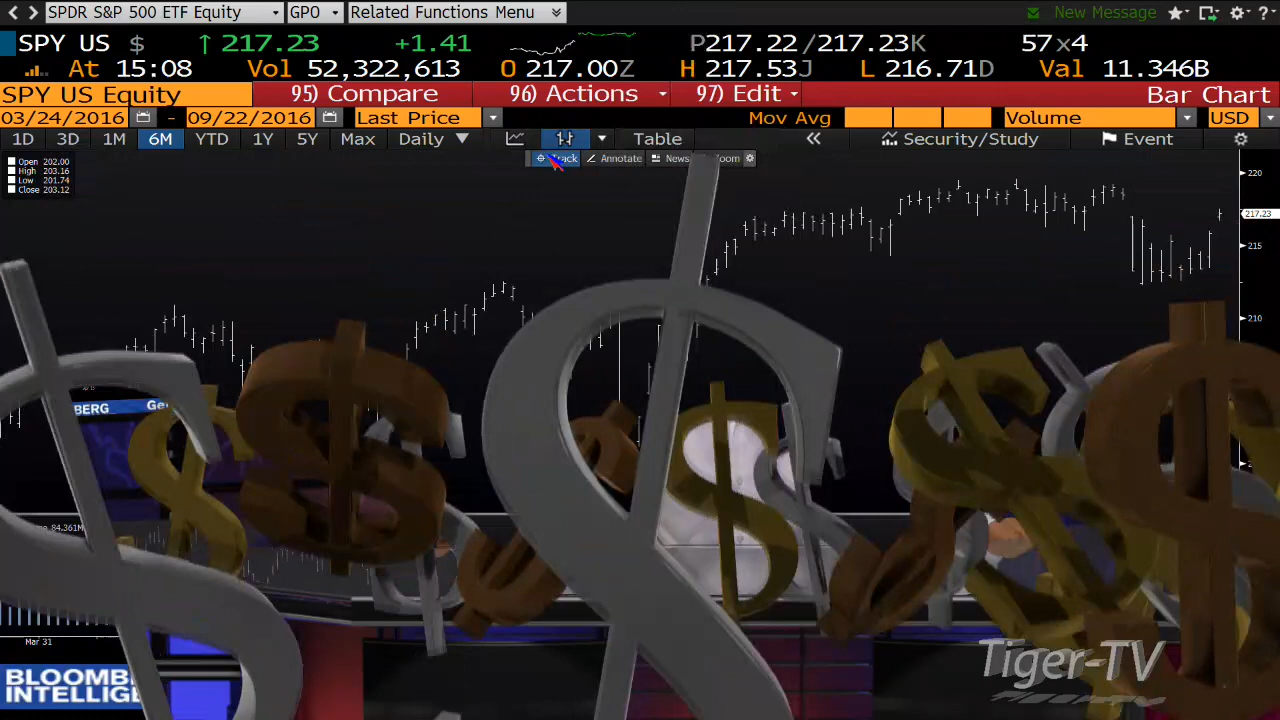 SPDR S&P 500 ETF Equity GPO Related Functions Menu New Message
SPY US $ ↑ 217.23 +1.41 P217.22 /217.23K 57x4
At 15:08 Vol 52,322,613 O 217.00Z H 217.53J L 216.71D Val 11.346B
SPY US Equity 95) Compare 96) Actions 97) Edit Bar Chart
03/24/2016 - 09/22/2016 Last Price Mov Avg Volume USD
1D 3D 1M 6M YTD 1Y 5Y Max Daily Table Security/Study Event
Track Annotate News
Open 202.00
High 203.16
Low 201.74
Close 203.12
220
217.23
215
210
84.361M
Mar 31
BLOOMB
INTELLIGE
Tiger-TV